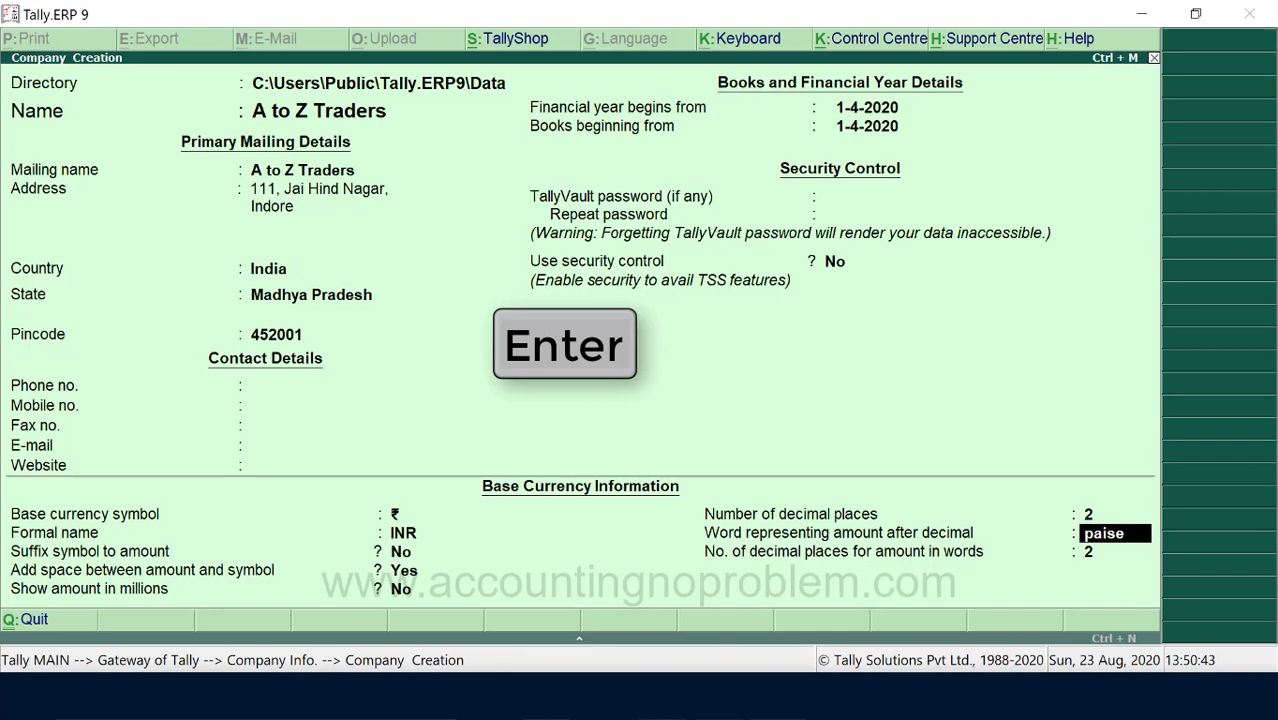 Tally.ERP 9
P:Print E:Export M:E-Mail O:Upload S:TallyShop G:Language K:Keyboard K:Control Centre H:Support Centre H:Help
Company Creation Ctrl + M
Directory : C:\Users\Public\Tally.ERP9\Data
Name : A to Z Traders
Primary Mailing Details
Mailing name : A to Z Traders
Address : 111, Jai Hind Nagar,
Indore
Country : India
State : Madhya Pradesh
Pincode : 452001
Contact Details
Phone no. :
Mobile no. :
Fax no. :
E-mail :
Website :
Books and Financial Year Details
Financial year begins from : 1-4-2020
Books beginning from : 1-4-2020
Security Control
TallyVault password (if any) :
Repeat password :
(Warning: Forgetting TallyVault password will render your data inaccessible.)
Use security control ? No
(Enable security to avail TSS features)
Enter
Base Currency Information
Base currency symbol : ₹
Formal name : INR
Suffix symbol to amount ? No
Add space between amount and symbol ? Yes
Show amount in millions ? No
Number of decimal places : 2
Word representing amount after decimal : paise
No. of decimal places for amount in words : 2
www.accountingnoproblem.com
Q:Quit
Ctrl + N
Tally MAIN --> Gateway of Tally --> Company Info. --> Company Creation © Tally Solutions Pvt Ltd., 1988-2020 Sun, 23 Aug, 2020 13:50:43